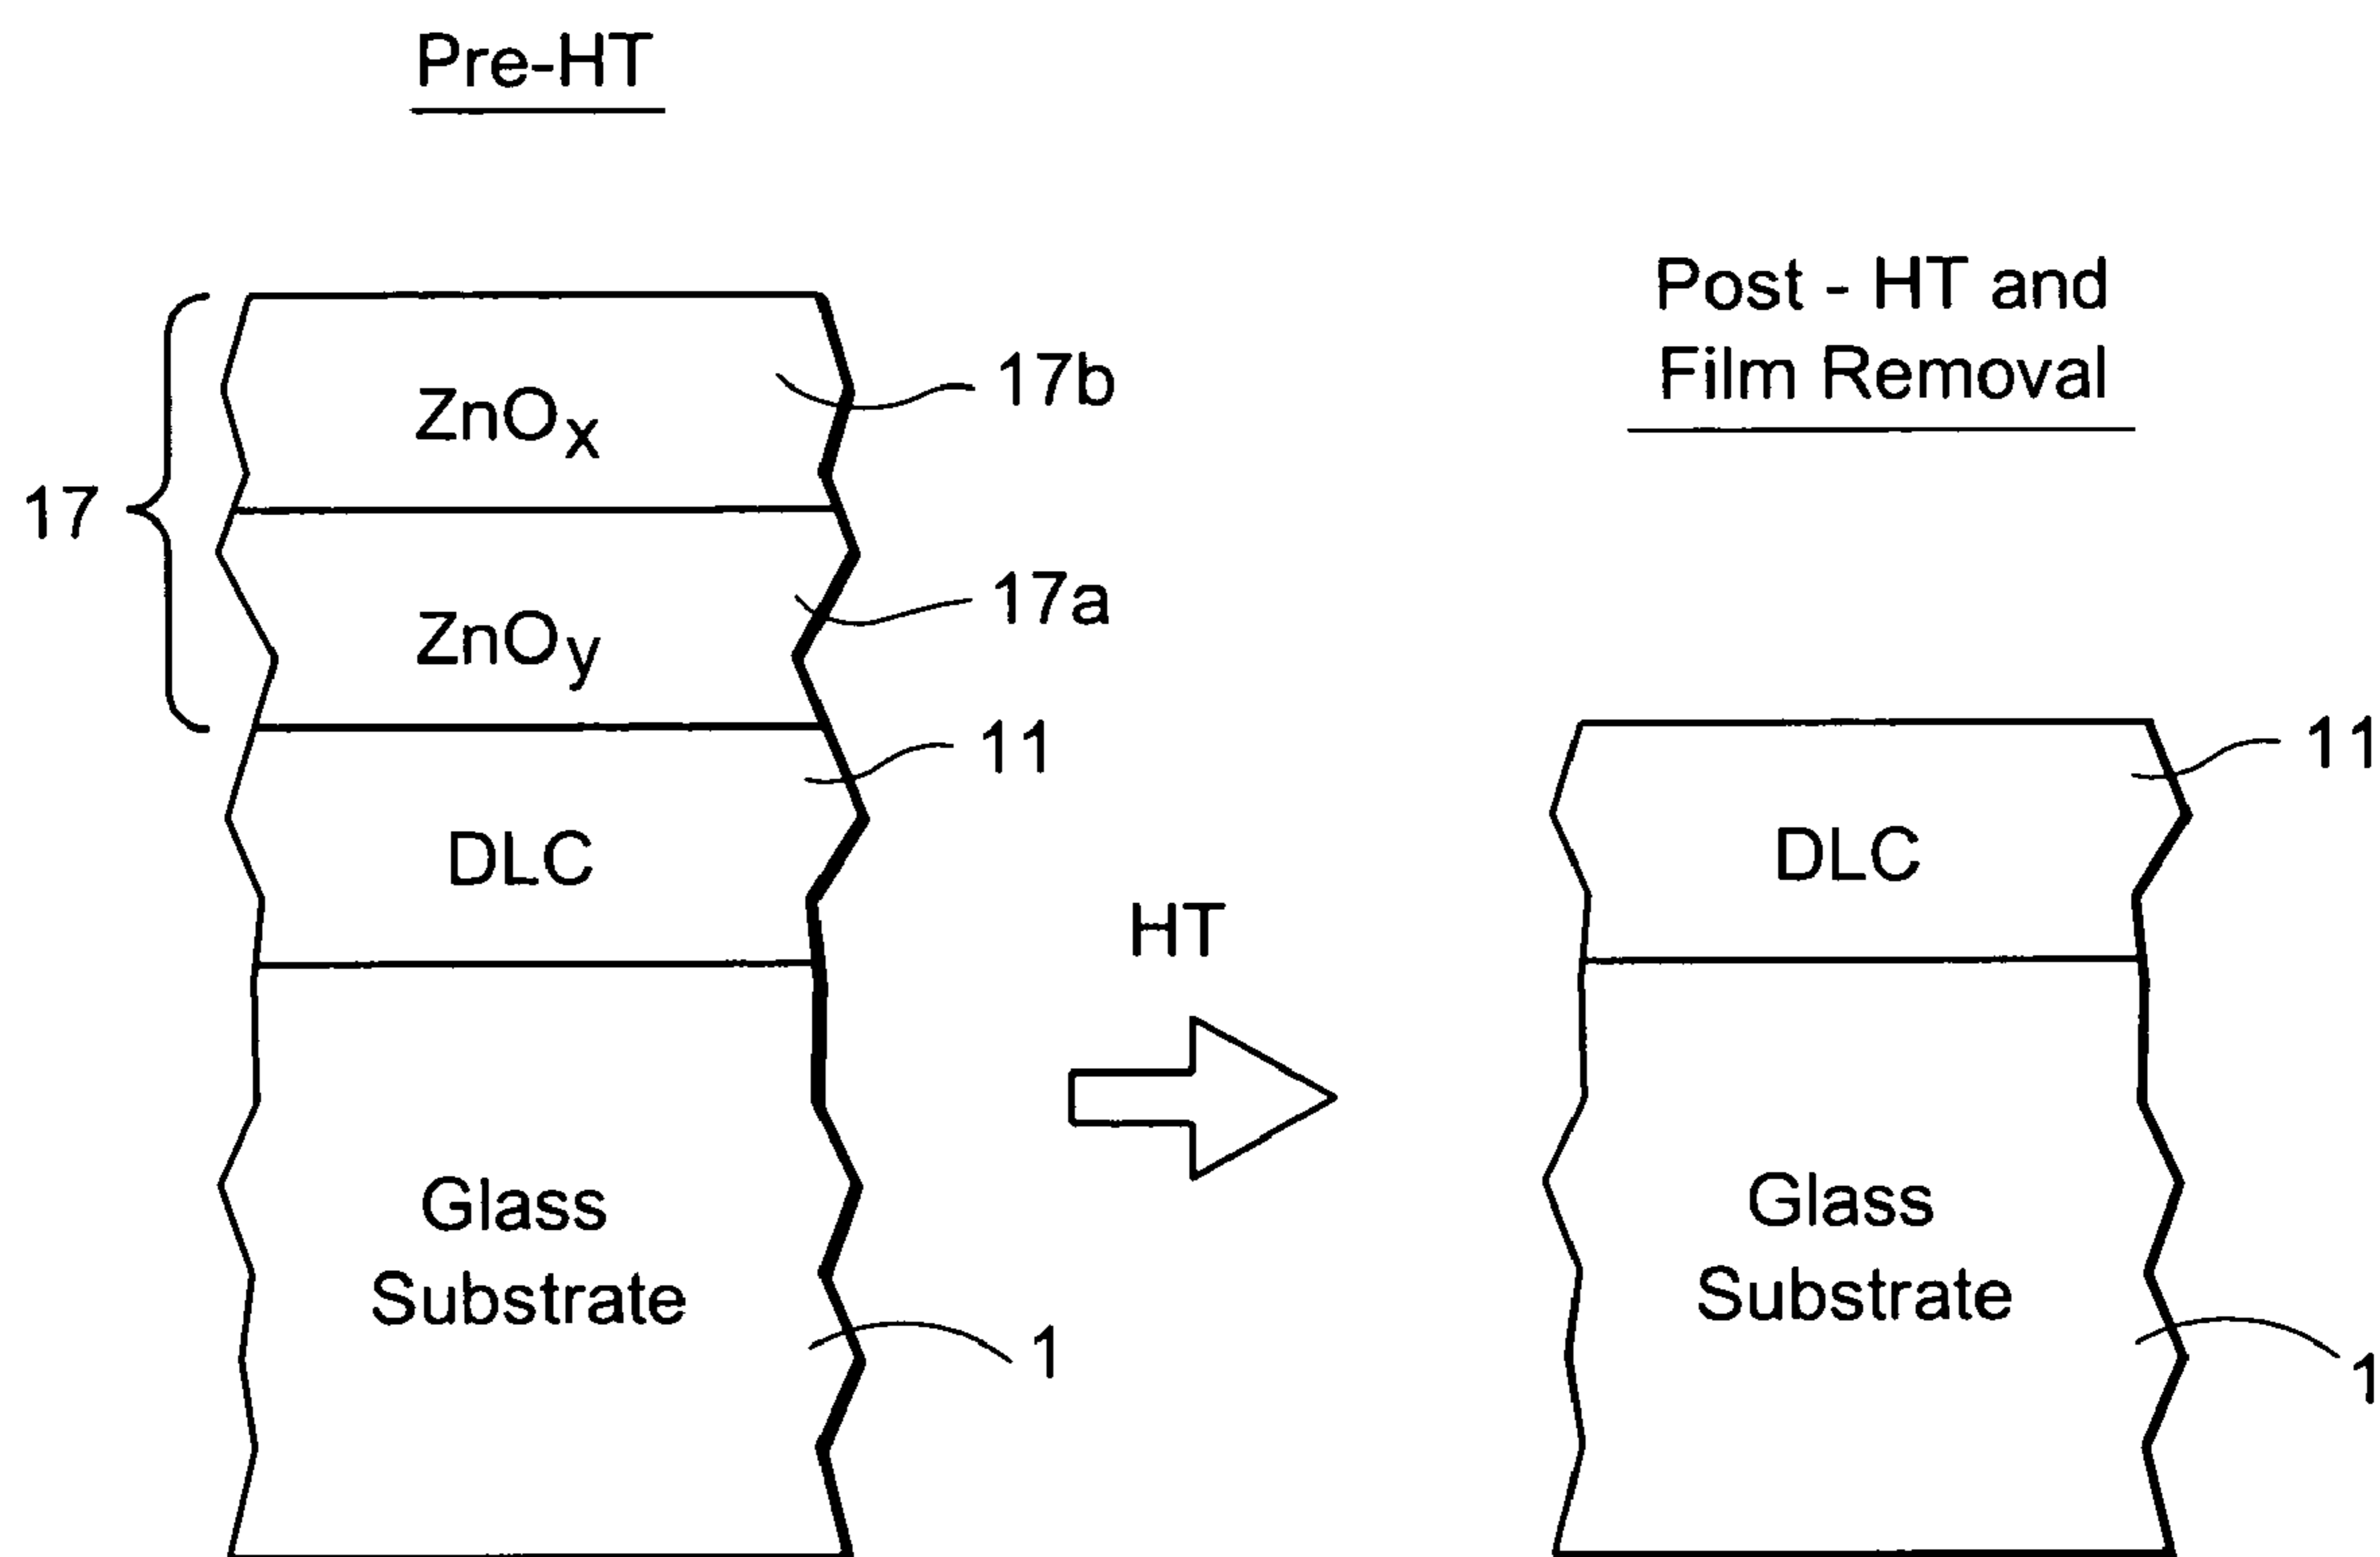 Pre-HT
Post - HT and
Film Removal
17
ZnOx
17b
ZnOy
17a
11
DLC
HT
Glass
Substrate
1
11
DLC
Glass
Substrate
1